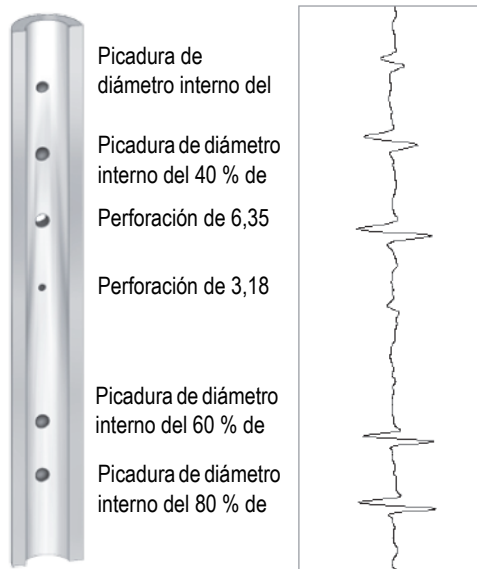 Picadura de
diámetro interno del
Picadura de diámetro
interno del 40 % de
Perforación de 6,35
Perforación de 3,18
Picadura de diámetro
interno del 60 % de
Picadura de diámetro
interno del 80 % de